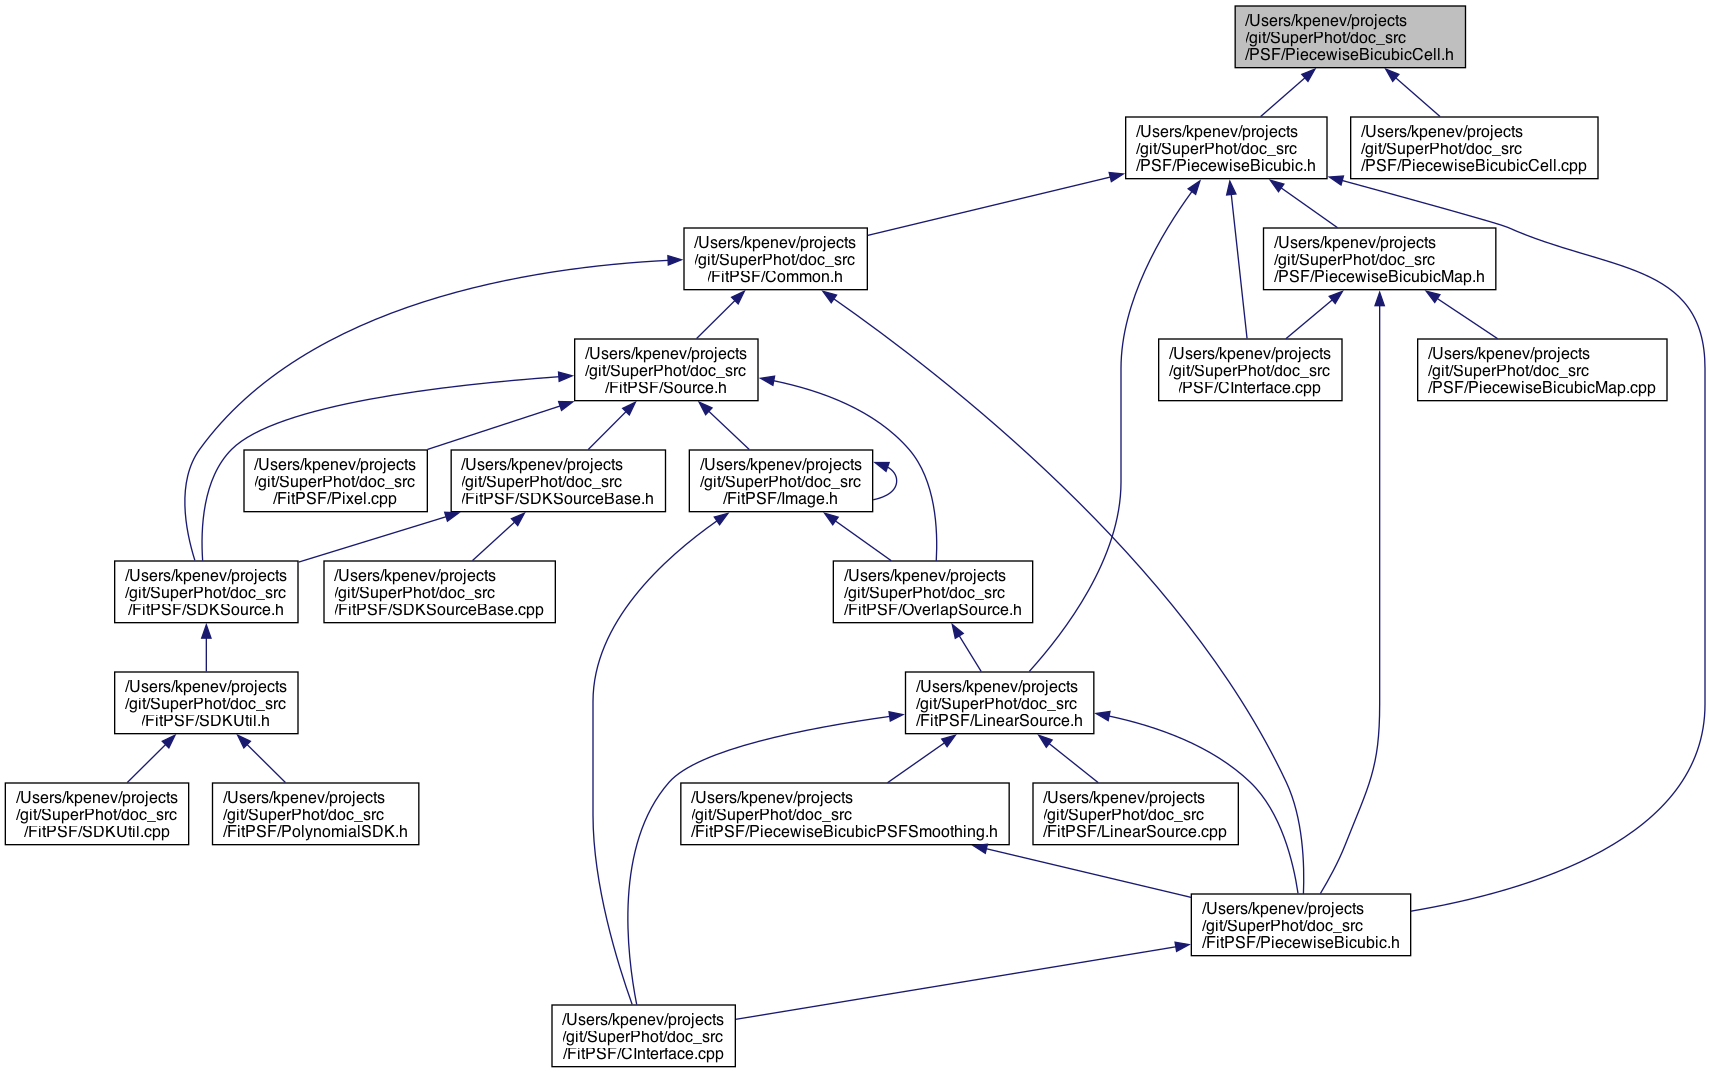 /Users/kpenev/projects
/git/SuperPhot/doc_src
/PSF/PiecewiseBicubicCell.h
/Users/kpenev/projects
/git/SuperPhot/doc_src
/PSF/PiecewiseBicubic.h
/Users/kpenev/projects
/git/SuperPhot/doc_src
/PSF/PiecewiseBicubicCell.cpp
/Users/kpenev/projects
/git/SuperPhot/doc_src
/FitPSF/Common.h
/Users/kpenev/projects
/git/SuperPhot/doc_src
/PSF/PiecewiseBicubicMap.h
/Users/kpenev/projects
/git/SuperPhot/doc_src
/FitPSF/Source.h
/Users/kpenev/projects
/git/SuperPhot/doc_src
/PSF/CInterface.cpp
/Users/kpenev/projects
/git/SuperPhot/doc_src
/PSF/PiecewiseBicubicMap.cpp
/Users/kpenev/projects
/git/SuperPhot/doc_src
/FitPSF/Pixel.cpp
/Users/kpenev/projects
/git/SuperPhot/doc_src
/FitPSF/SDKSourceBase.h
/Users/kpenev/projects
/git/SuperPhot/doc_src
/FitPSF/Image.h
/Users/kpenev/projects
/git/SuperPhot/doc_src
/FitPSF/SDKSource.h
/Users/kpenev/projects
/git/SuperPhot/doc_src
/FitPSF/SDKSourceBase.cpp
/Users/kpenev/projects
/git/SuperPhot/doc_src
/FitPSF/OverlapSource.h
/Users/kpenev/projects
/git/SuperPhot/doc_src
/FitPSF/SDKUtil.h
/Users/kpenev/projects
/git/SuperPhot/doc_src
/FitPSF/LinearSource.h
/Users/kpenev/projects
/git/SuperPhot/doc_src
/FitPSF/SDKUtil.cpp
/Users/kpenev/projects
/git/SuperPhot/doc_src
/FitPSF/PolynomialSDK.h
/Users/kpenev/projects
/git/SuperPhot/doc_src
/FitPSF/PiecewiseBicubicPSFSmoothing.h
/Users/kpenev/projects
/git/SuperPhot/doc_src
/FitPSF/LinearSource.cpp
/Users/kpenev/projects
/git/SuperPhot/doc_src
/FitPSF/PiecewiseBicubic.h
/Users/kpenev/projects
/git/SuperPhot/doc_src
/FitPSF/CInterface.cpp